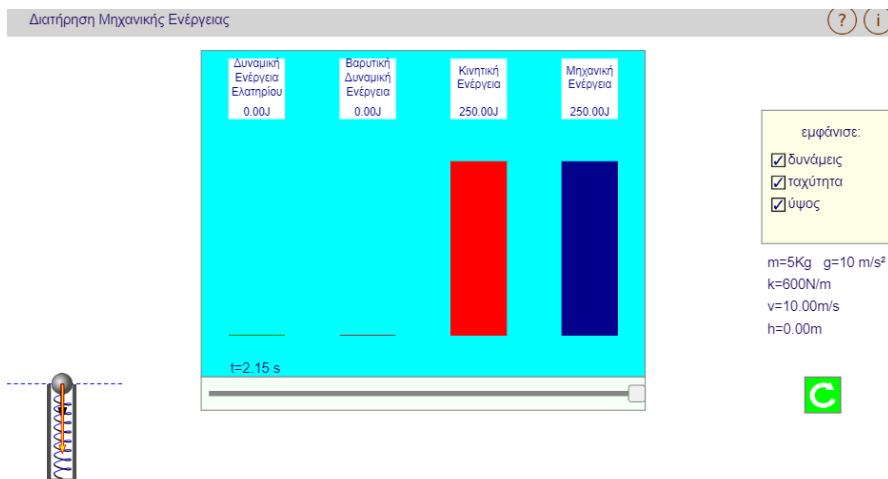 Διατήρηση Μηχανικής Ενέργειας
?
i
Δυναμική
Ενέργεια
Ελατηρίου
0.00J
Βαρυτική
Δυναμική
Ενέργεια
0.00J
Κινητική
Ενέργεια
250.00J
Μηχανική
Ενέργεια
250.00J
t=2.15 s
εμφάνισε:
δυνάμεις
ταχύτητα
ύψος
m=5Kg g=10 m/s²
k=600N/m
v=10.00m/s
h=0.00m